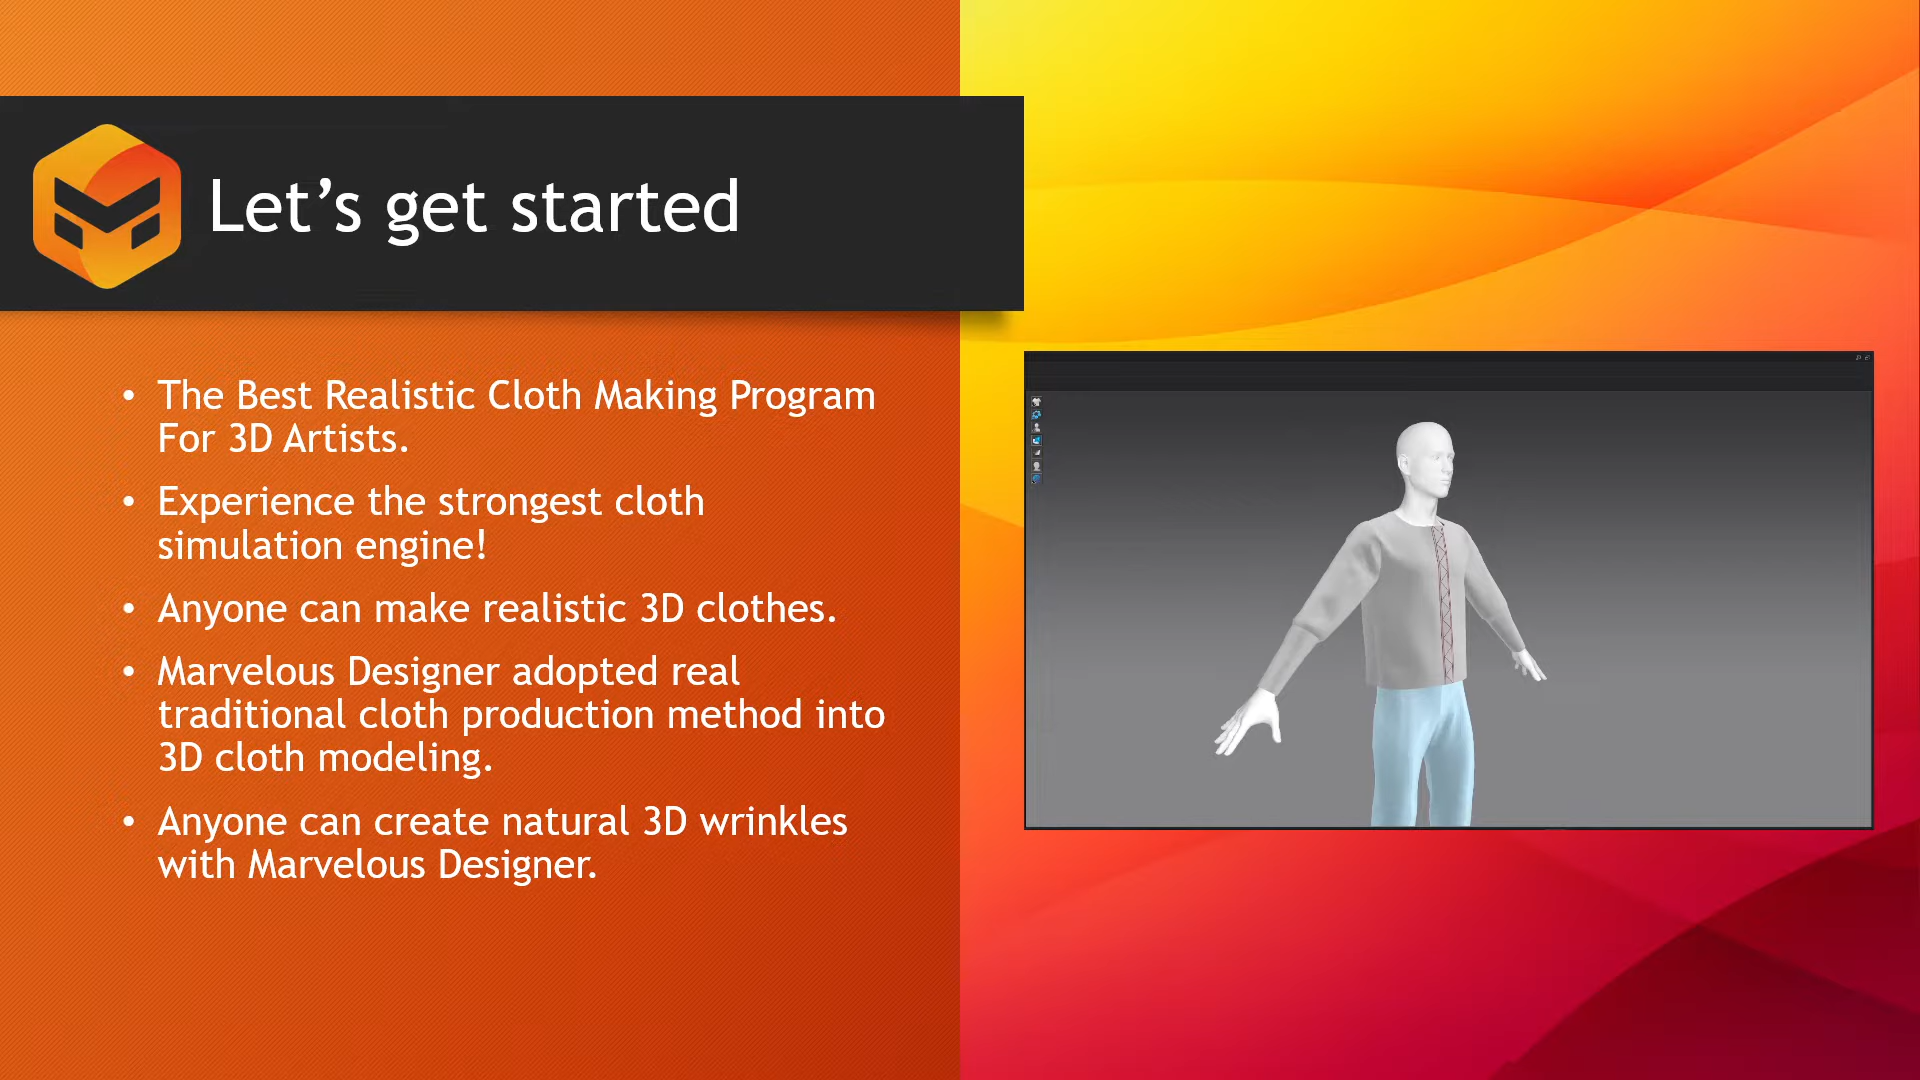 Let’s get started
• The Best Realistic Cloth Making Program
For 3D Artists.
• Experience the strongest cloth
simulation engine!
• Anyone can make realistic 3D clothes.
• Marvelous Designer adopted real
traditional cloth production method into
3D cloth modeling.
• Anyone can create natural 3D wrinkles
with Marvelous Designer.